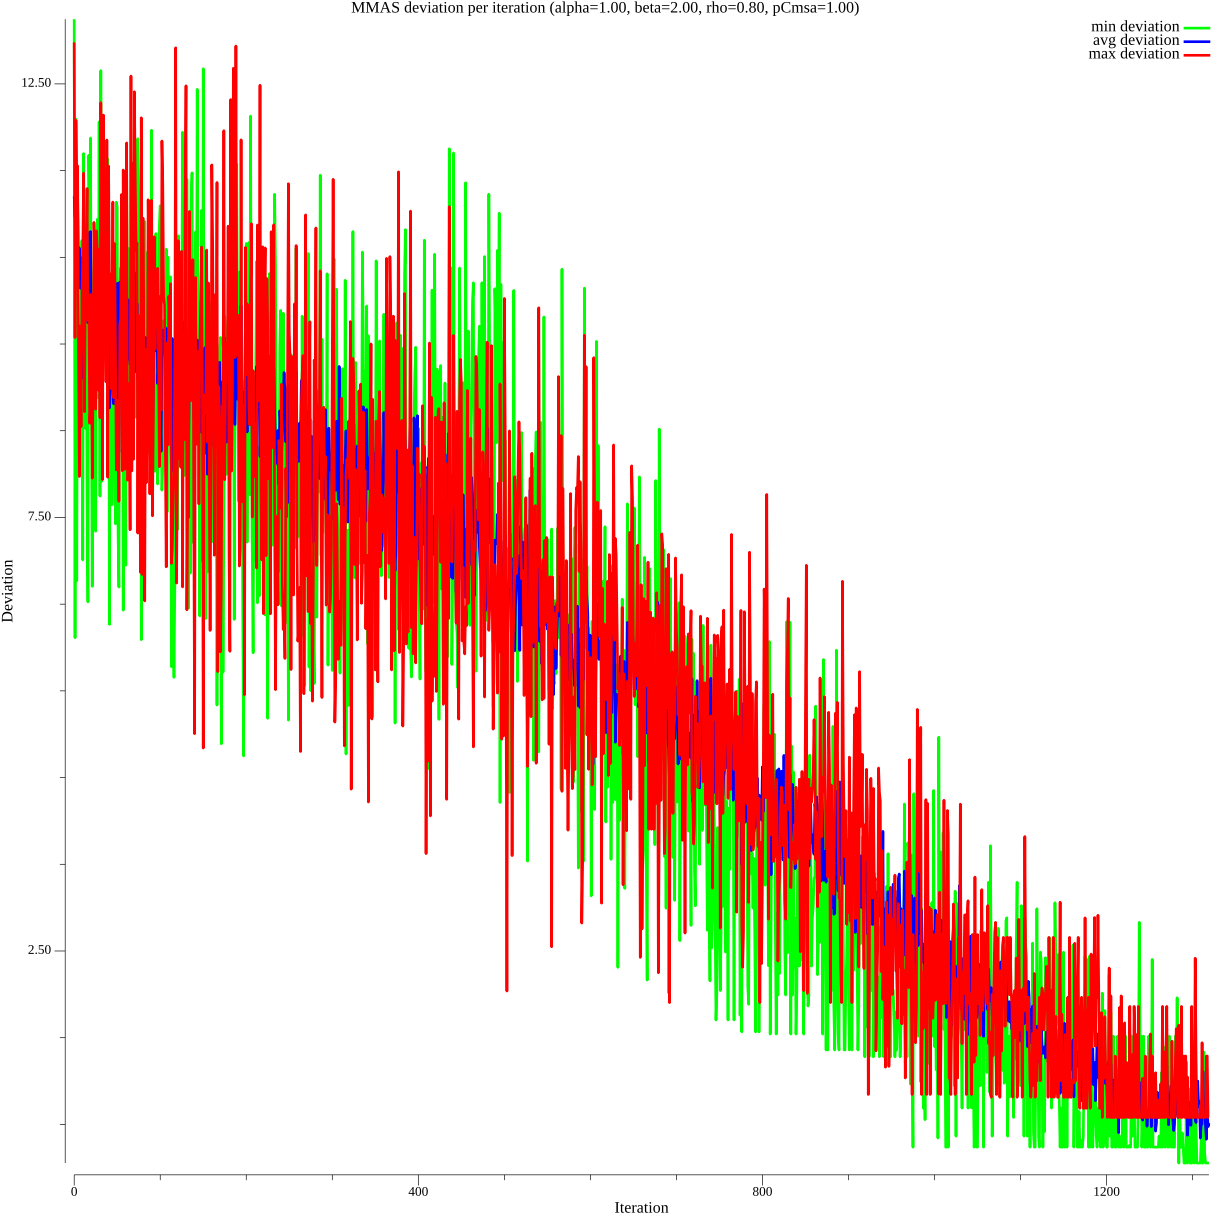 MMAS deviation per iteration (alpha=1.00, beta=2.00, rho=0.80, pCmsa=1.00)
min deviation
avg deviation
max deviation
12.50
7.50
2.50
Deviation
0
400
800
1200
Iteration